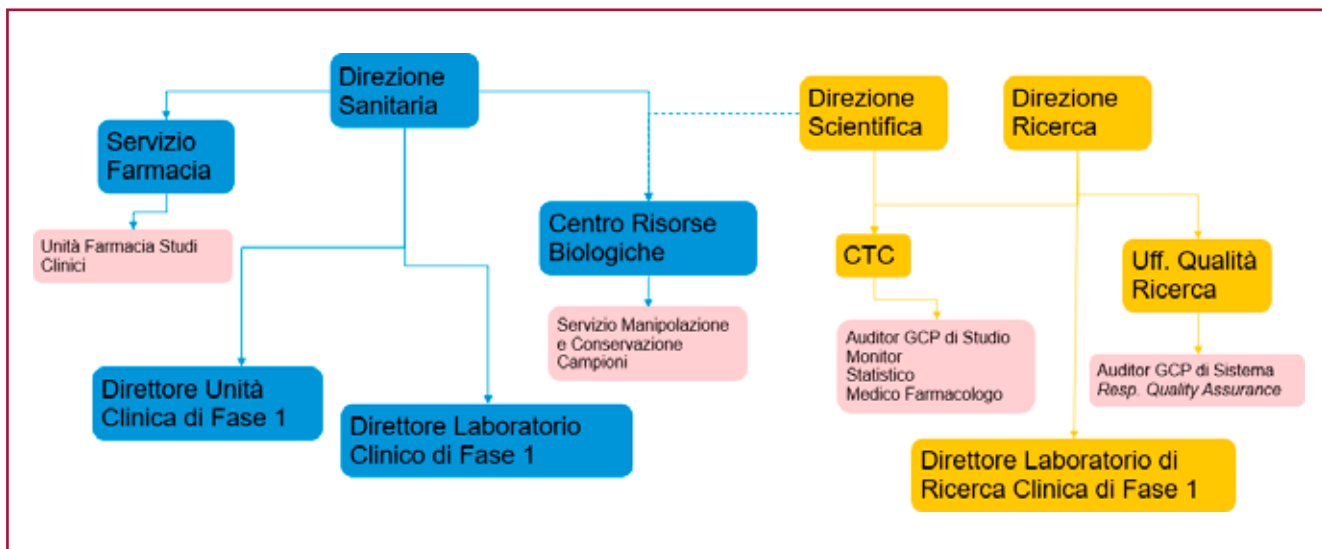 Direzione
Sanitaria
Direzione
Scientifica
Direzione
Ricerca
Servizio
Farmacia
Unità Farmacia Studi
Clinici
Centro Risorse
Biologiche
CTC
Uff. Qualità
Ricerca
Servizio Manipolazione
e Conservazione
Campioni
Auditor GCP di Studio
Monitor
Statistico
Medico Farmacologo
Auditor GCP di Sistema
Resp. Quality Assurance
Direttore Unità
Clinica di Fase 1
Direttore Laboratorio
Clinico di Fase 1
Direttore Laboratorio di
Ricerca Clinica di Fase 1